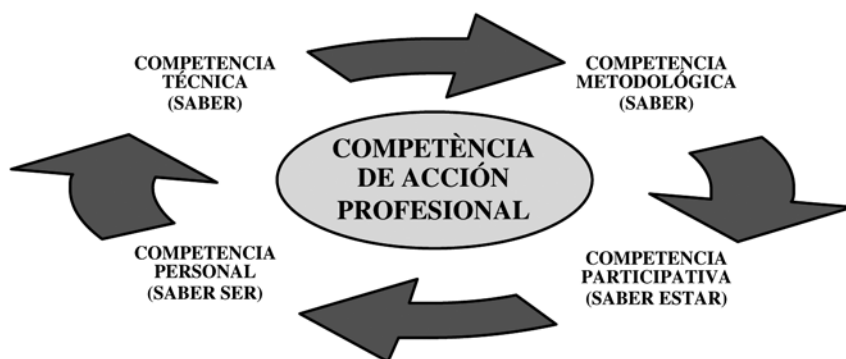 COMPETENCIA
TÉCNICA
(SABER)
COMPETENCIA
METODOLÓGICA
(SABER)
COMPETÈNCIA
DE ACCIÓN
PROFESIONAL
COMPETENCIA
PERSONAL
(SABER SER)
COMPETENCIA
PARTICIPATIVA
(SABER ESTAR)